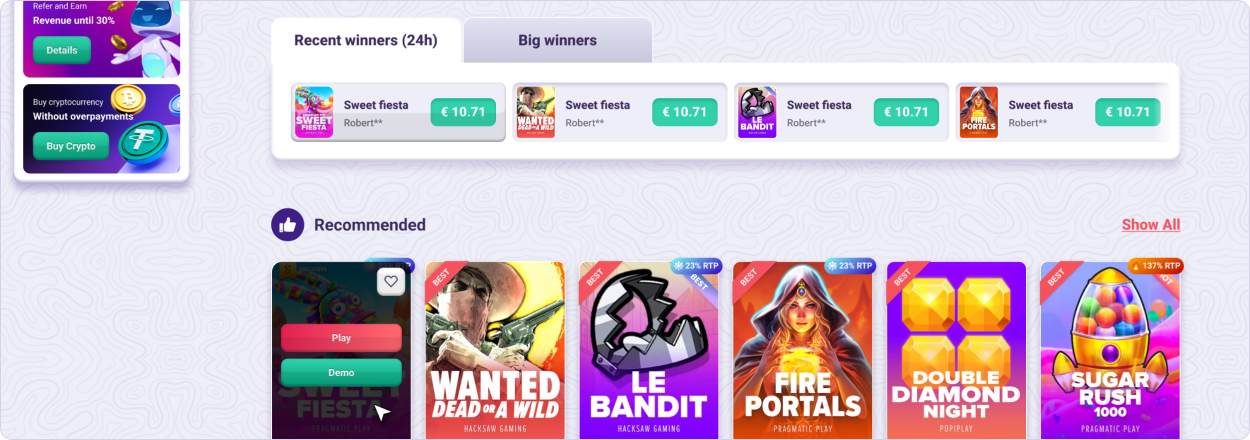 Refer and Earn
Revenue until 30%
Details
Buy cryptocurrency
Without overpayments
Buy Crypto
Recent winners (24h)
Big winners
SWEET
FIESTA
Sweet fiesta
Robert**
€ 10.71
WANTED
DEAD OR A WILD
Sweet fiesta
Robert**
€ 10.71
LE
BANDIT
Sweet fiesta
Robert**
€ 10.71
FIRE
PORTALS
Sweet fiesta
Robert**
€ 10.71
Recommended
Show All
EXCLUSIVE
Play
Demo
SWEET
FIESTA
PRAGMATIC PLAY
BEST
WANTED
DEAD OR A WILD
HACKSAW GAMING
BEST
23% RTP
BEST
LE
BANDIT
HACKSAW GAMING
BEST
23% RTP
FIRE
PORTALS
PRAGMATIC PLAY
BEST
DOUBLE
DIAMOND
NIGHT
POPIPLAY
BEST
137% RTP
HOT
SUGAR
RUSH
1000
PRAGMATIC PLAY